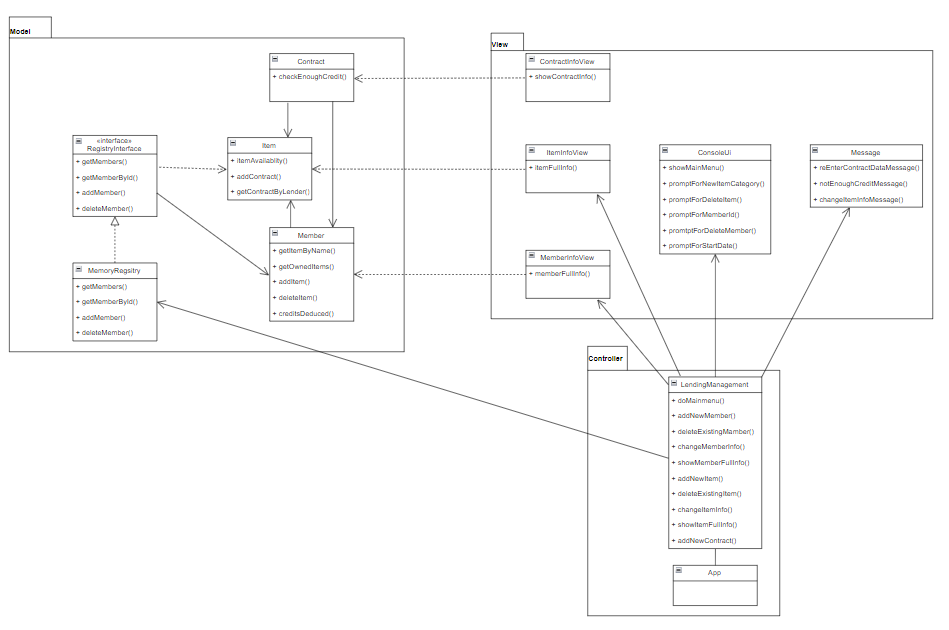 Model
Contract
+ checkEnoughCredit()
«interface»
RegistryInterface
+ getMembers()
+ getMemberById()
+ addMember()
+ deleteMember()
Item
+ itemAvailablity()
+ addContract()
+ getContractByLender()
MemoryRegsitry
+ getMembers()
+ getMemberById()
+ addMember()
+ deleteMember()
Member
+ getItemByName()
+ getOwnedItems()
+ addItem()
+ deleteItem()
+ creditsDeduced()
View
ContractInfoView
+ showContractInfo()
ItemInfoView
+ itemFullInfo()
MemberInfoView
+ memberFullInfo()
ConsoleUi
+ showMainMenu()
+ promptForNewItemCategory()
+ promptForDeleteItem()
+ promptForMemberId()
+ promtptForDeleteMember()
+ promptForStartDate()
Message
+ reEnterContractDataMessage()
+ notEnoughCreditMessage()
+ changeItemInfoMessage()
Controller
LendingManagement
+ doMainmenu()
+ addNewMember()
+ deleteExistingMamber()
+ changeMemberInfo()
+ showMemberFullInfo()
+ addNewItem()
+ deleteExistingItem()
+ changeItemInfo()
+ showItemFullInfo()
+ addNewContract()
App